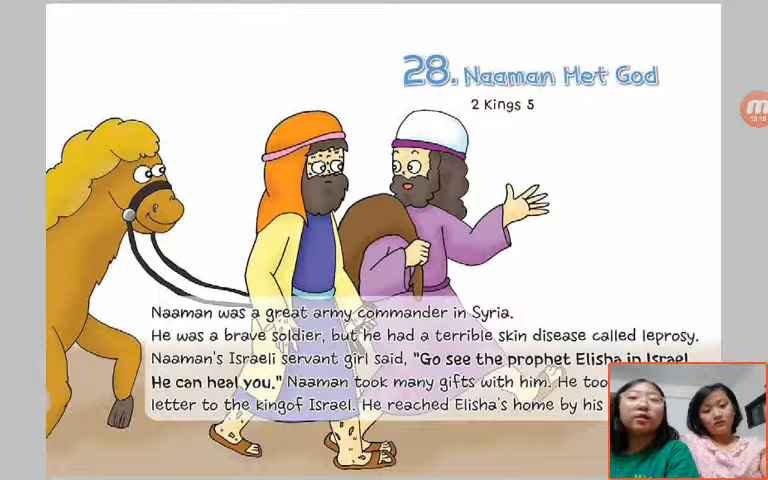 28. Naaman Met God
2 Kings 5
M
13:18
Naaman was a great army commander in Syria.
He was a brave soldier, but he had a terrible skin disease called leprosy.
Naaman's Israeli servant girl said, "Go see the prophet Elisha in Israel.
He can heal you." Naaman took many gifts with him. He too
letter to the kingof Israel. He reached Elisha's home by his